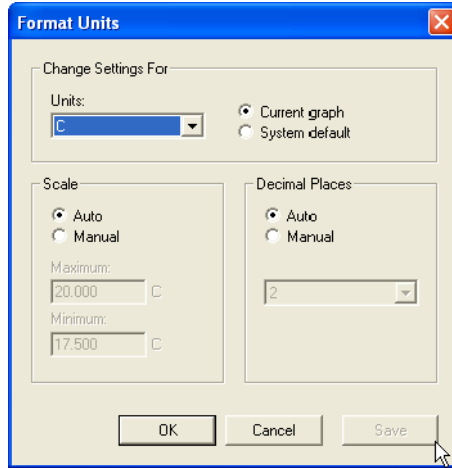 Format Units
Change Settings For
Units:
C
Current graph
System default
Scale
Auto
Manual
Maximum:
20.000 C
Minimum:
17.500 C
Decimal Places
Auto
Manual
2
OK Cancel Save